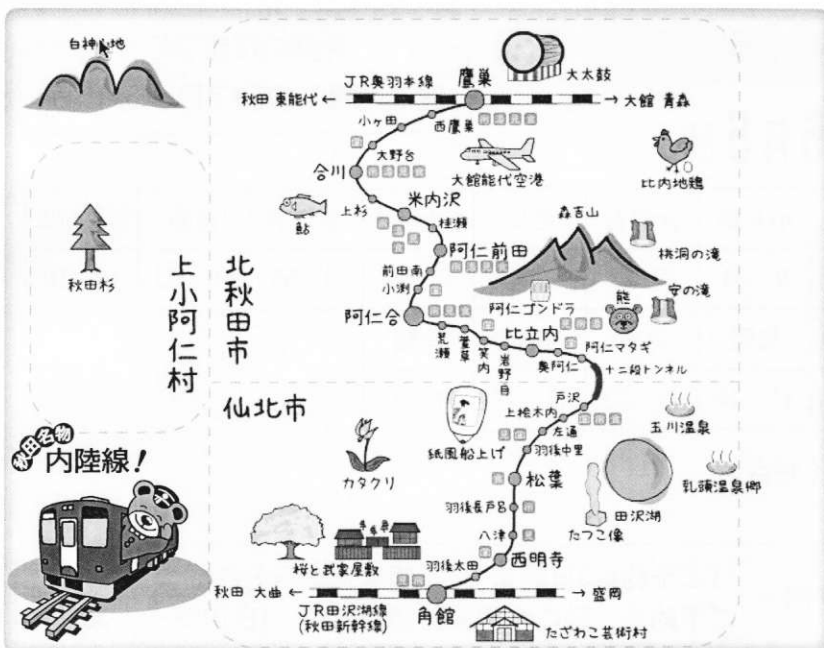 白神山地
大太鼓
JR奥羽本線
鷹巣
秋田 東能代 ←
→ 大館 青森
小ヶ田
西鷹巣
大野台
合川
大館能代空港
比内地鶏
上杉
米内沢
鮎
桂瀬
森吉山
秋田杉
上小阿仁村
北秋田市
阿仁前田
桃洞の滝
前田南
小渕
安の滝
阿仁ゴンドラ
熊
阿仁合
荒瀬
萱草
笑内
岩野目
比立内
奥阿仁
阿仁マタギ
十二段トンネル
仙北市
戸沢
上桧木内
左通
玉川温泉
秋田名物
内陸線!
カタクリ
紙風船上げ
羽後中里
松葉
乳頭温泉郷
田沢湖
たつこ像
羽後長戸呂
八津
桜と武家屋敷
西明寺
羽後太田
秋田 大曲 ←
→ 盛岡
JR田沢湖線
(秋田新幹線)
角館
たざわこ芸術村